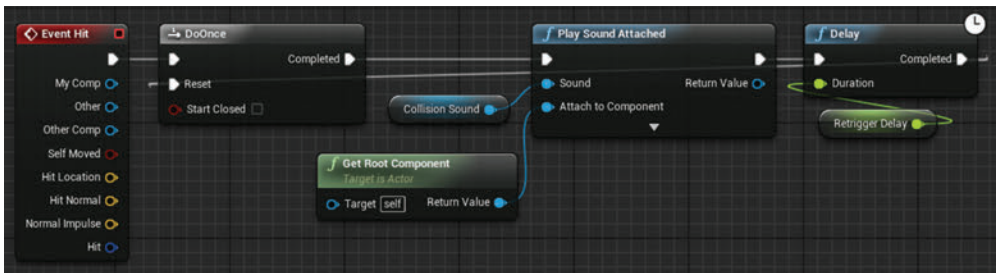 Event Hit
My Comp
Other
Other Comp
Self Moved
Hit Location
Hit Normal
Normal Impulse
Hit
DoOnce
Completed
Reset
Start Closed
Collision Sound
f Get Root Component
Target is Actor
Target self Return Value
f Play Sound Attached
Sound Return Value
Attach to Component
f Delay
Completed
Duration
Retrigger Delay